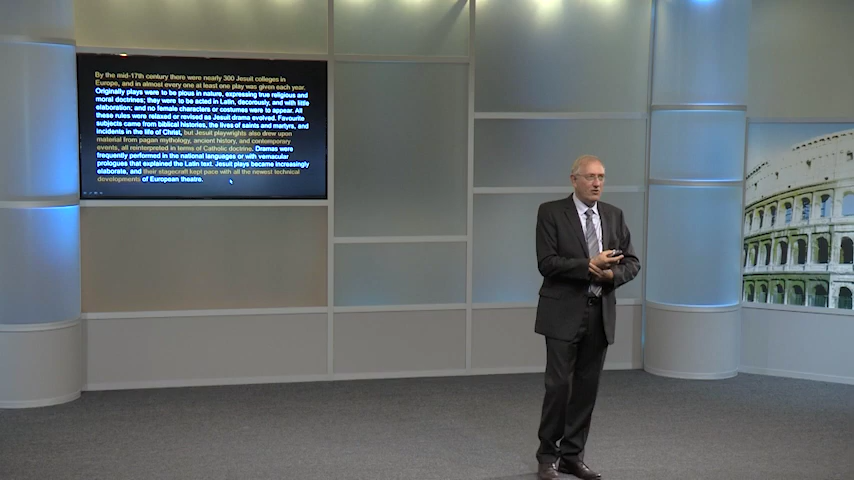 By the mid-17th century there were nearly 300 Jesuit colleges in
Europe, and in almost every one at least one play was given each year.
Originally plays were to be pious in nature, expressing true religious and
moral doctrines; they were to be acted in Latin, decorously, and with little
elaboration; and no female characters or costumes were to appear. All
these rules were relaxed or revised as Jesuit drama evolved. Favourite
subjects came from biblical histories, the lives of saints and martyrs, and
incidents in the life of Christ, but Jesuit playwrights also drew upon
material from pagan mythology, ancient history, and contemporary
events, all reinterpreted in terms of Catholic doctrine. Dramas were
frequently performed in the national languages or with vernacular
prologues that explained the Latin text. Jesuit plays became increasingly
elaborate, and their stagecraft kept pace with all the newest technical
developments of European theatre.